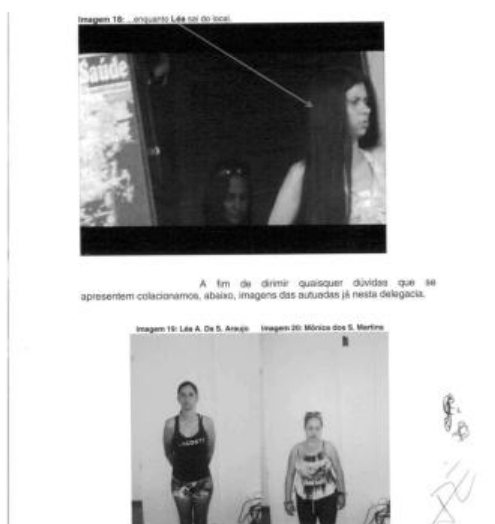 Imagem 18: ...enquanto Léa sai do local.
Saúde
A fim de dirimir quaisquer dúvidas que se
apresentem colacionamos, abaixo, imagens das autuadas já nesta delegacia.
Imagem 19: Léa A. Da S. Araujo Imagem 20: Mônica dos S. Martins
LACOSTE